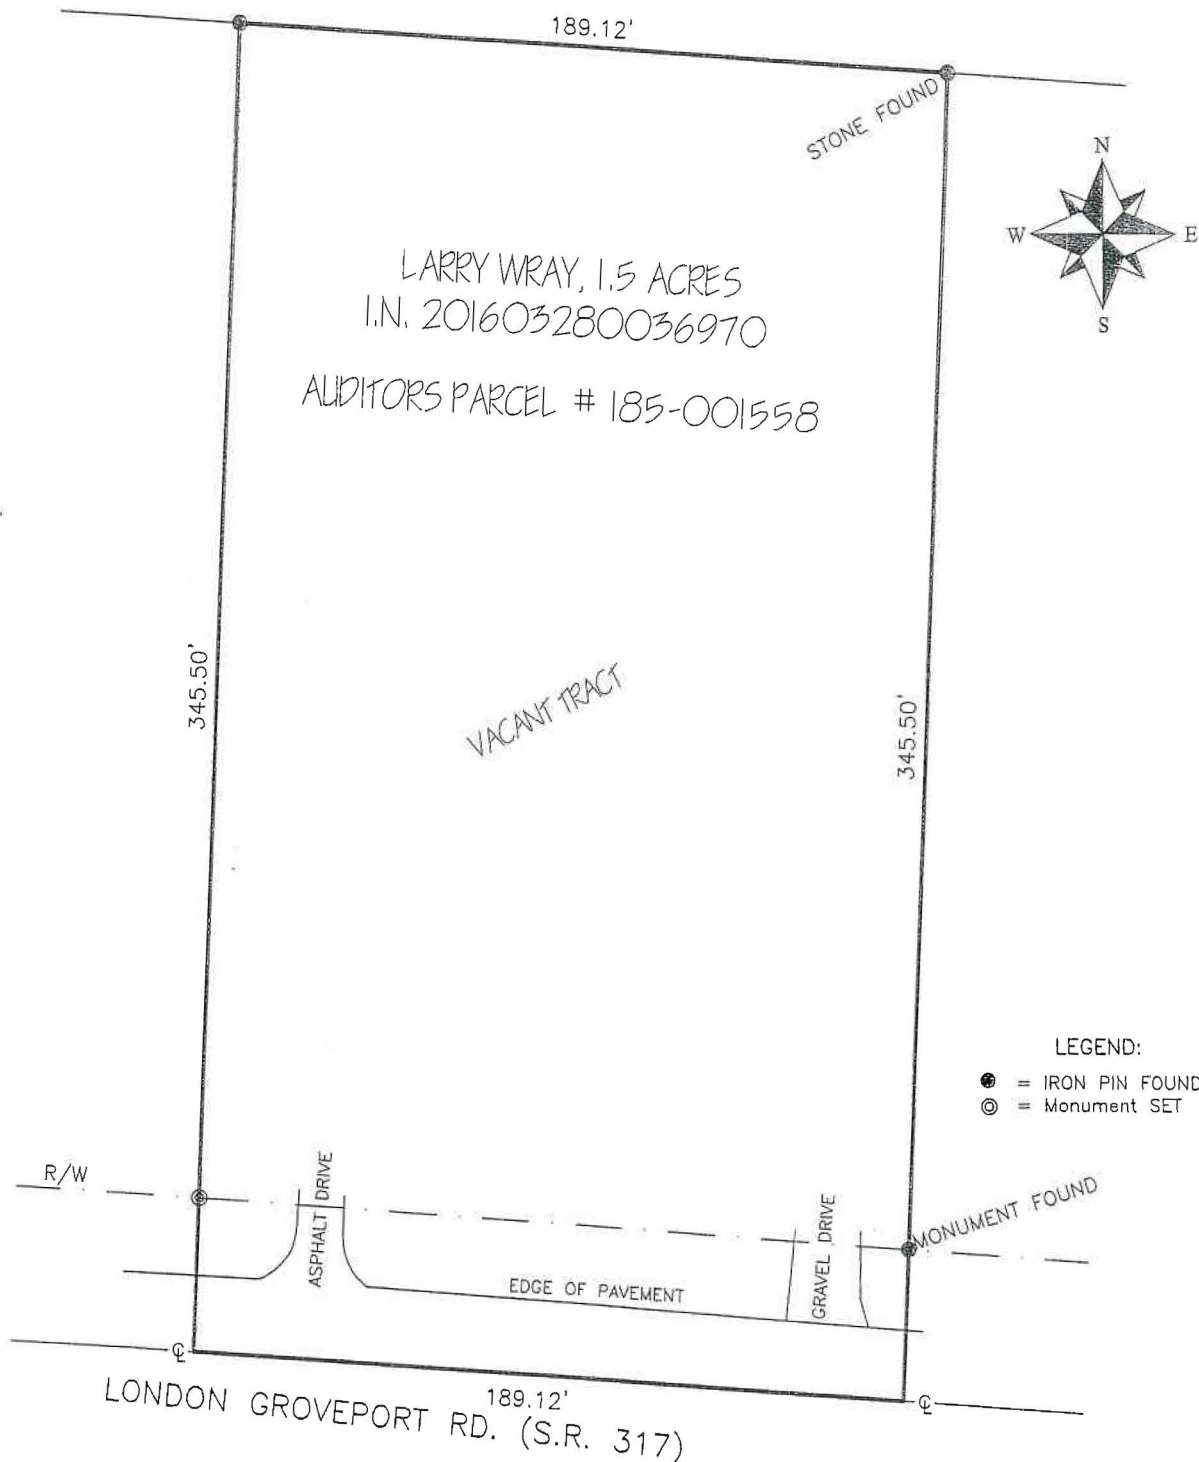 189.12'
STONE FOUND
N
W E
S
LARRY WRAY, 1.5 ACRES
I.N. 201603280036970
AUDITORS PARCEL # 185-001558
345.50'
VACANT TRACT
345.50'
LEGEND:
= IRON PIN FOUND
= Monument SET
R/W
ASPHALT DRIVE
GRAVEL DRIVE
MONUMENT FOUND
EDGE OF PAVEMENT
℄
189.12'
℄
LONDON GROVEPORT RD. (S.R. 317)